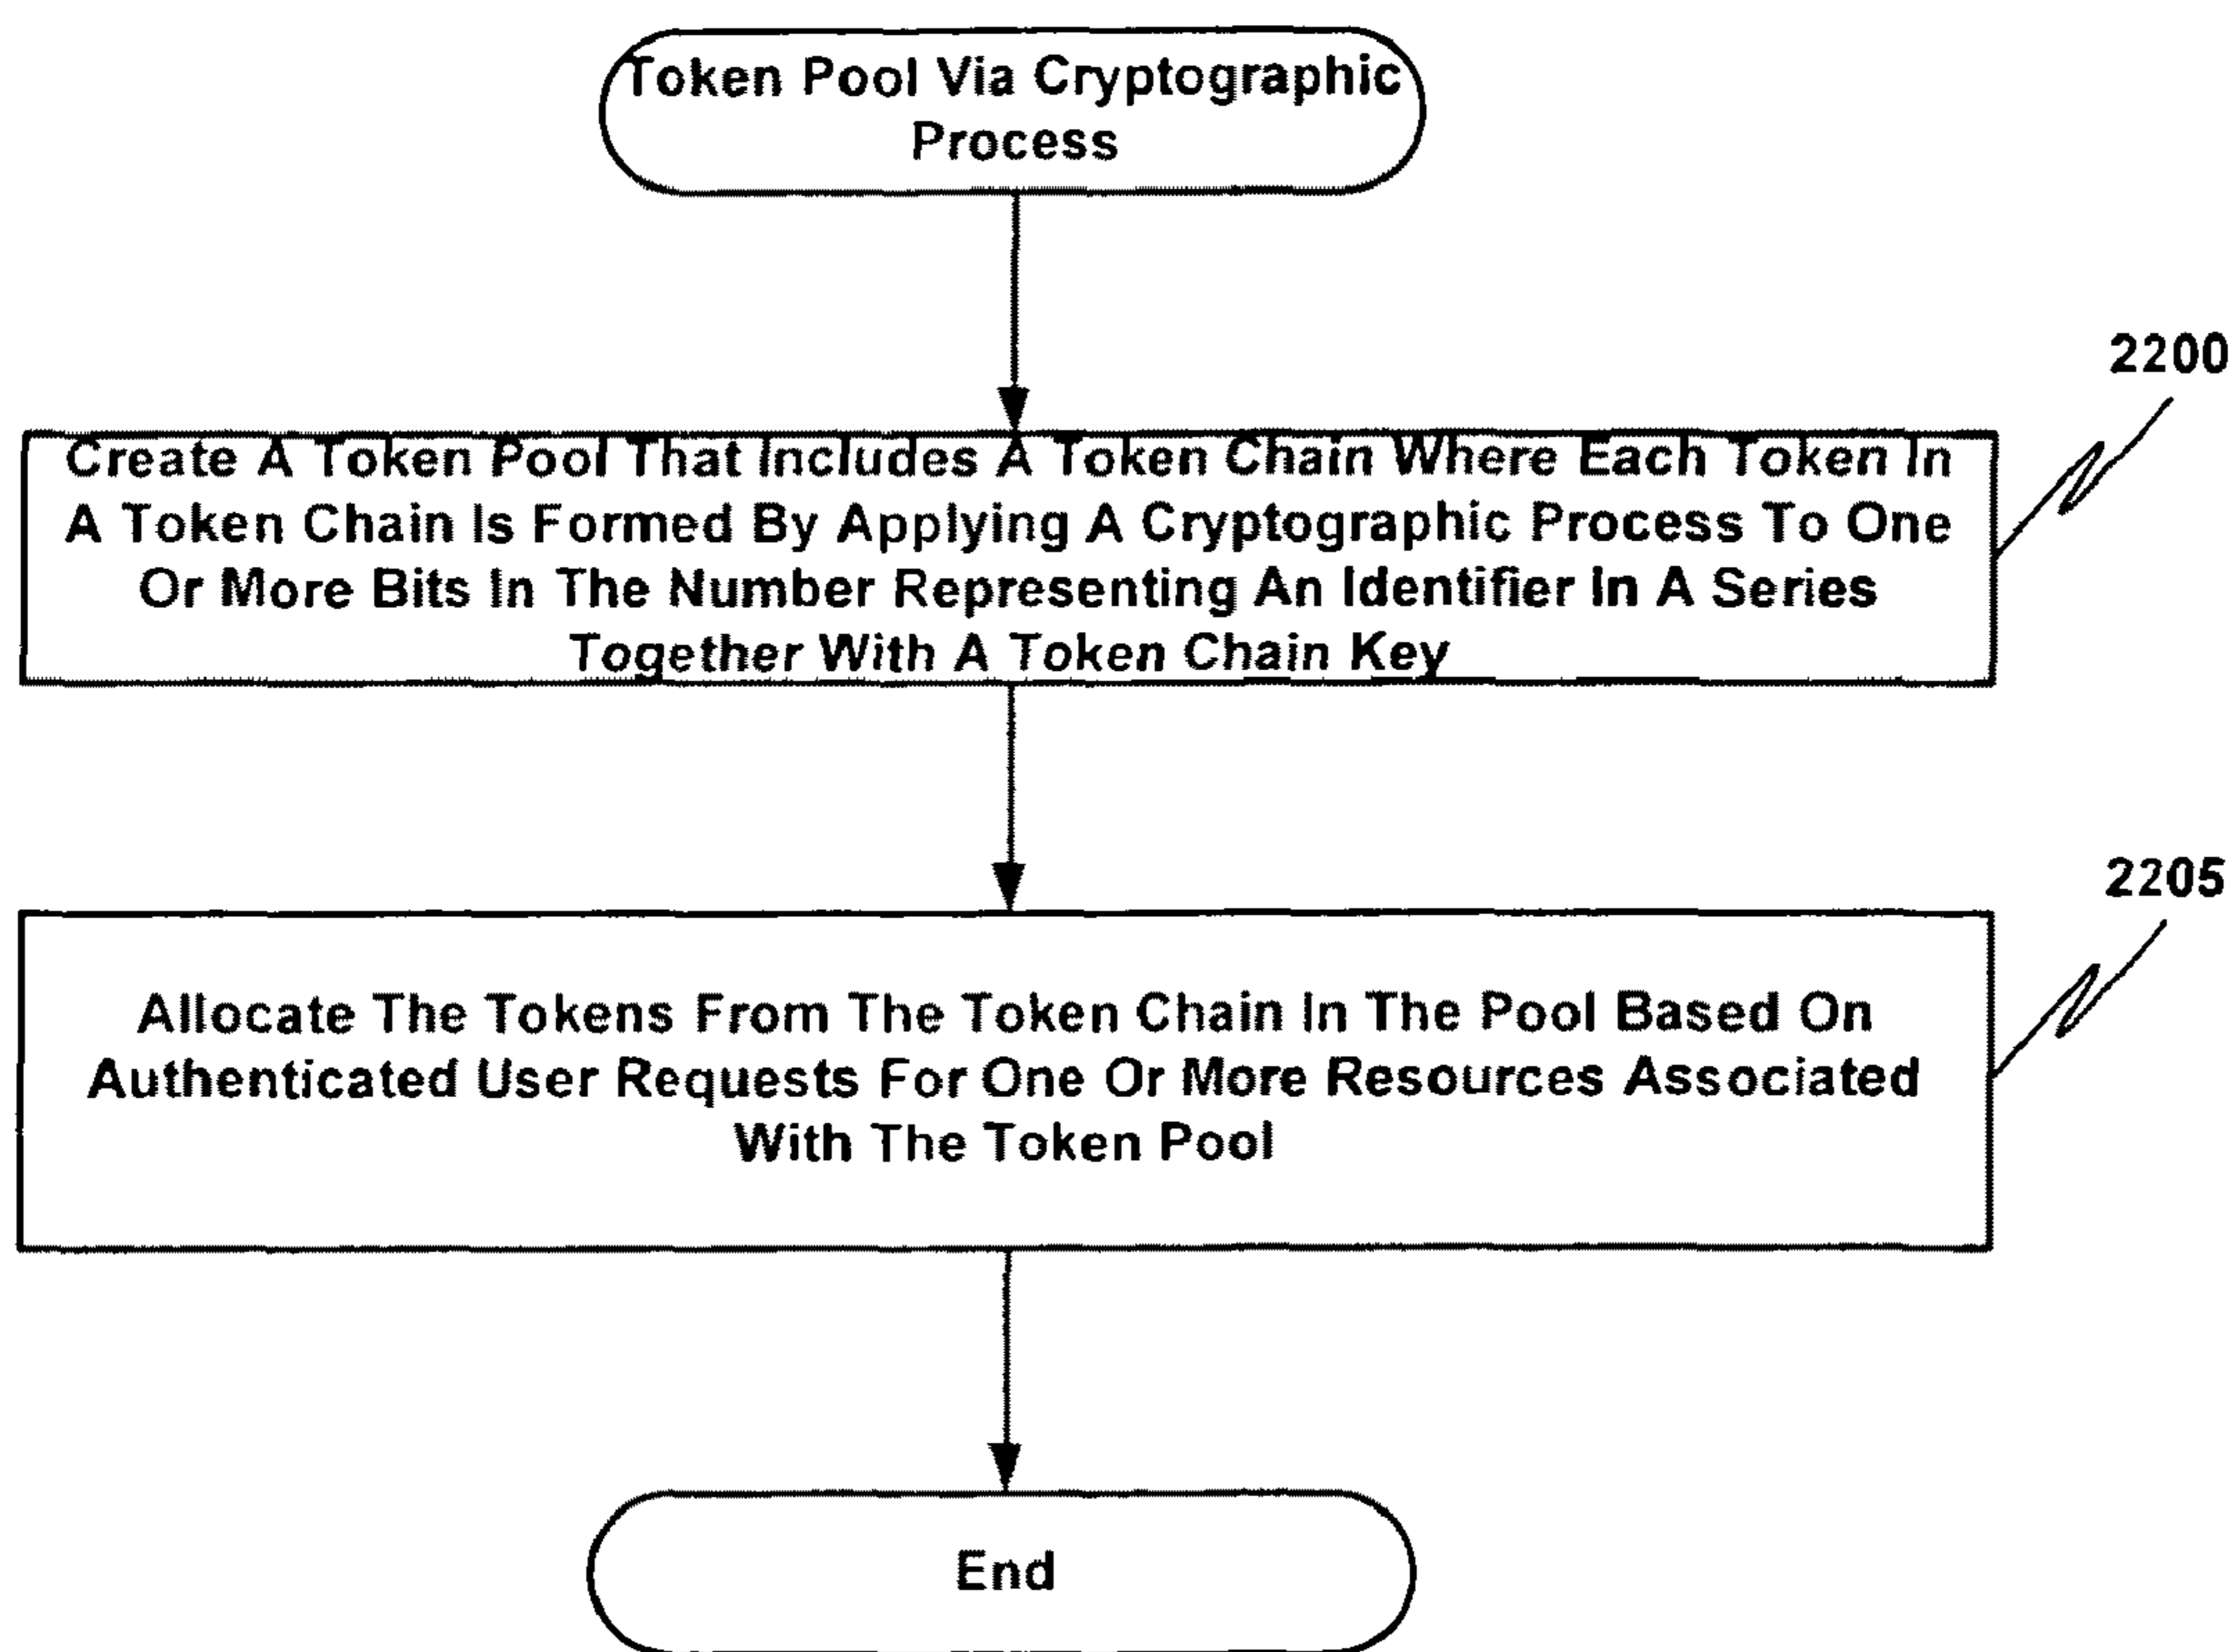 Token Pool Via Cryptographic
Process
2200
Create A Token Pool That Includes A Token Chain Where Each Token In
A Token Chain Is Formed By Applying A Cryptographic Process To One
Or More Bits In The Number Representing An Identifier In A Series
Together With A Token Chain Key
2205
Allocate The Tokens From The Token Chain In The Pool Based On
Authenticated User Requests For One Or More Resources Associated
With The Token Pool
End